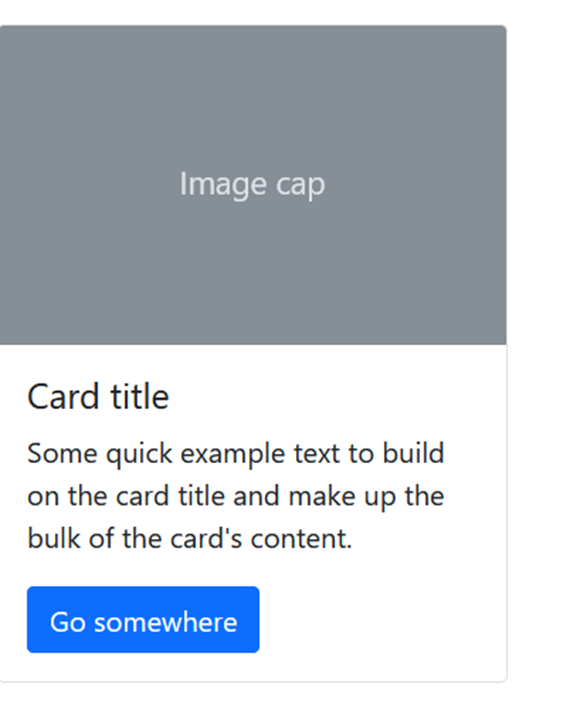 Image cap
Card title
Some quick example text to build
on the card title and make up the
bulk of the card's content.
Go somewhere